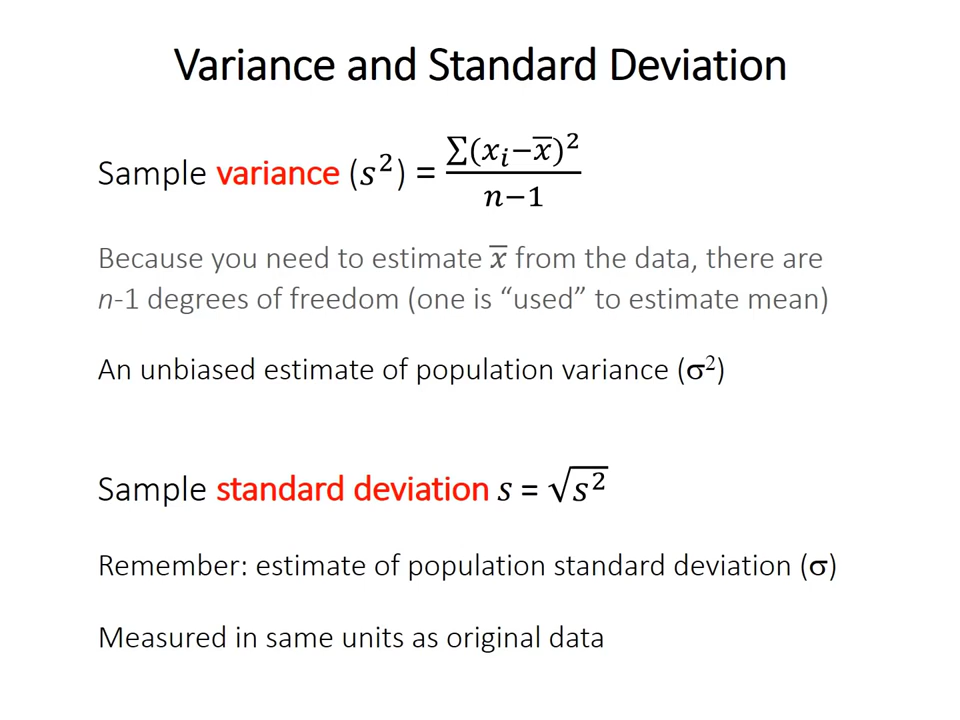 Variance and Standard Deviation
Sample variance (s²) = ∑(xᵢ−x̄)² / n−1
Because you need to estimate x̄ from the data, there are
n-1 degrees of freedom (one is “used” to estimate mean)
An unbiased estimate of population variance (σ²)
Sample standard deviation s = √s²
Remember: estimate of population standard deviation (σ)
Measured in same units as original data